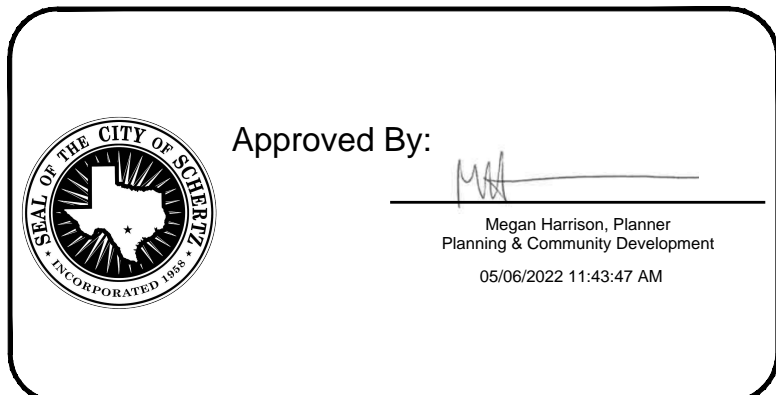 SEAL OF THE CITY OF SCHERTZ
* INCORPORATED 1958 *
Approved By:
Megan Harrison, Planner
Planning & Community Development
05/06/2022 11:43:47 AM